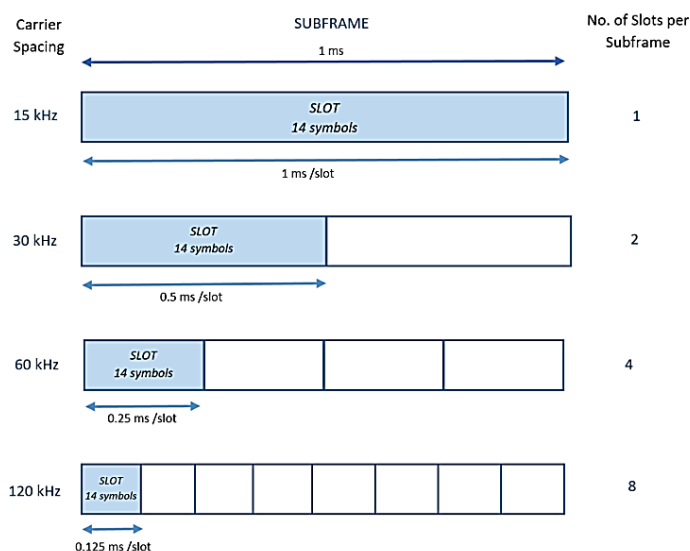 Carrier
Spacing
SUBFRAME
No. of Slots per
Subframe
1 ms
15 kHz
SLOT
14 symbols
1
1 ms /slot
30 kHz
SLOT
14 symbols
2
0.5 ms /slot
60 kHz
SLOT
14 symbols
4
0.25 ms /slot
120 kHz
SLOT
14 symbols
8
0.125 ms /slot